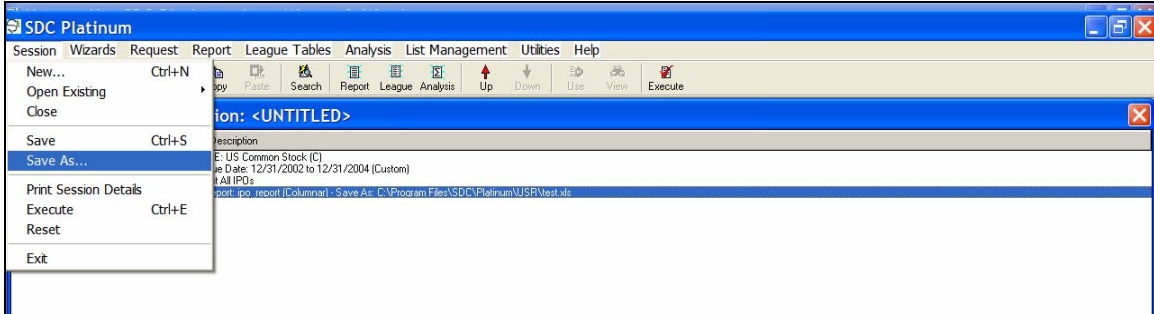 SDC Platinum
Session Wizards Request Report League Tables Analysis List Management Utilities Help
New... Ctrl+N
Open Existing
Close
Save Ctrl+S
Save As...
Print Session Details
Execute Ctrl+E
Reset
Exit
Paste Search Report League Analysis Up Down Use View Execute
<UNTITLED>
Description
US Common Stock (C)
Date: 12/31/2002 to 12/31/2004 (Custom)
All IPOs
ipo_report (Columnar) - Save As: C:\Program Files\SDC\Platinum\USR\test.xls